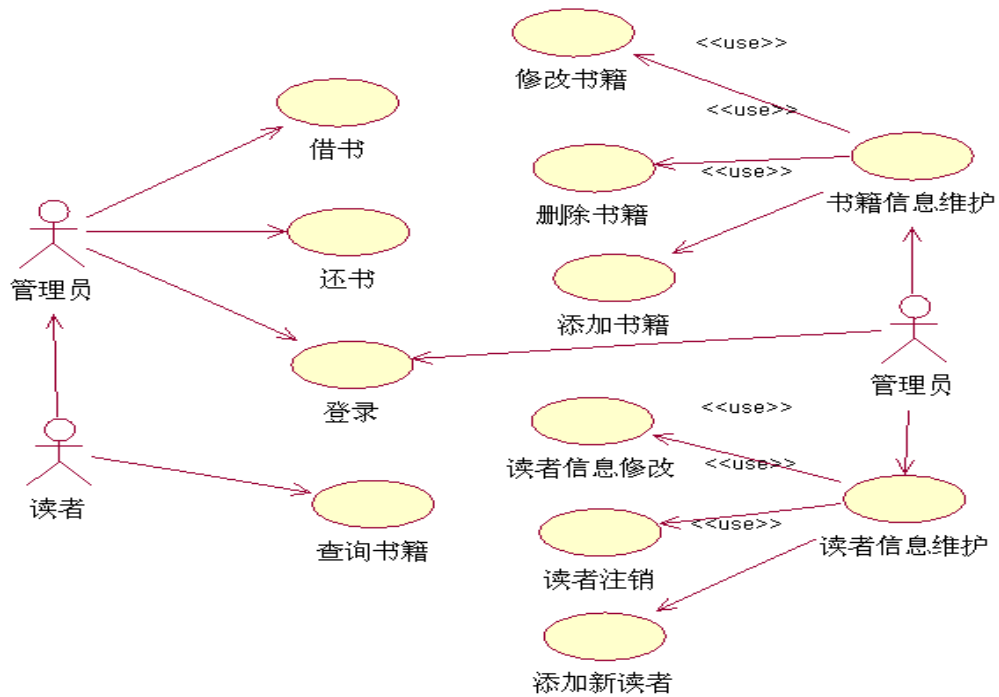 <<use>>
修改书籍
<<use>>
借书
<<use>>
删除书籍
书籍信息维护
还书
管理员
添加书籍
管理员
登录
<<use>>
读者信息修改
<<use>>
读者
<<use>>
查询书籍
读者信息维护
读者注销
添加新读者